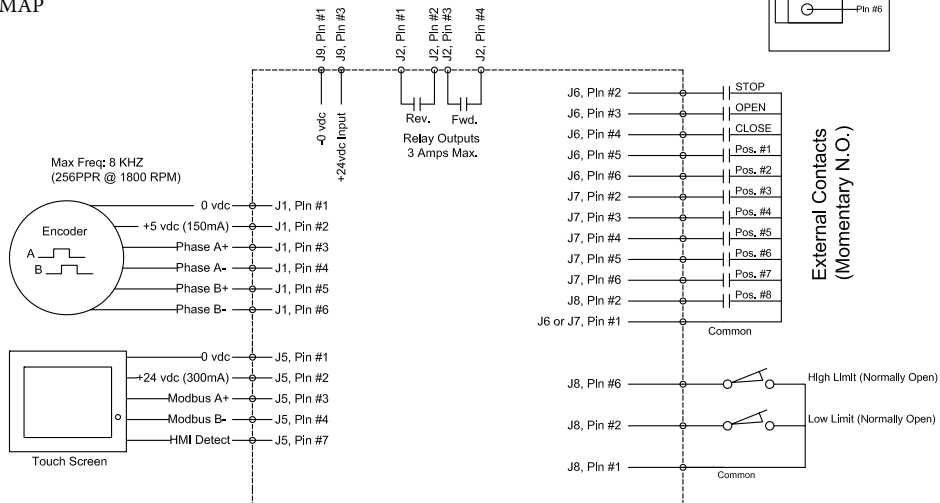 MAP
Pin #6
J9, Pin #1
J9, Pin #3
J2, Pin #1
J2, Pin #2
J2, Pin #3
J2, Pin #4
-0 vdc
+24vdc Input
Rev.
Fwd.
Relay Outputs
3 Amps Max.
Max Freq: 8 KHZ
(256PPR @ 1800 RPM)
Encoder
A
B
0 vdc
J1, Pin #1
+5 vdc (150mA)
J1, Pin #2
Phase A+
J1, Pin #3
Phase A-
J1, Pin #4
Phase B+
J1, Pin #5
Phase B-
J1, Pin #6
0 vdc
J5, Pin #1
+24 vdc (300mA)
J5, Pin #2
Modbus A+
J5, Pin #3
Modbus B-
J5, Pin #4
HMI Detect
J5, Pin #7
Touch Screen
J6, Pin #2
STOP
J6, Pin #3
OPEN
J6, Pin #4
CLOSE
J6, Pin #5
Pos. #1
J6, Pin #6
Pos. #2
J7, Pin #2
Pos. #3
J7, Pin #3
Pos. #4
J7, Pin #4
Pos. #5
J7, Pin #5
Pos. #6
J7, Pin #6
Pos. #7
J8, Pin #2
Pos. #8
J6 or J7, Pin #1
Common
External Contacts
(Momentary N.O.)
J8, Pin #6
High Limit (Normally Open)
J8, Pin #2
Low Limit (Normally Open)
J8, Pin #1
Common